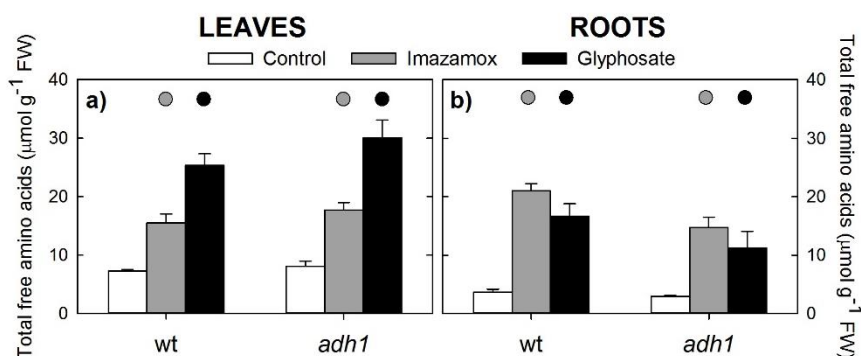 LEAVES ROOTS
Control Imazamox Glyphosate
Total free amino acids (μmol g⁻¹ FW)
a)
40
30
20
10
0
wt adh1
b)
wt adh1
40
30
20
10
0
Total free amino acids (μmol g⁻¹ FW)